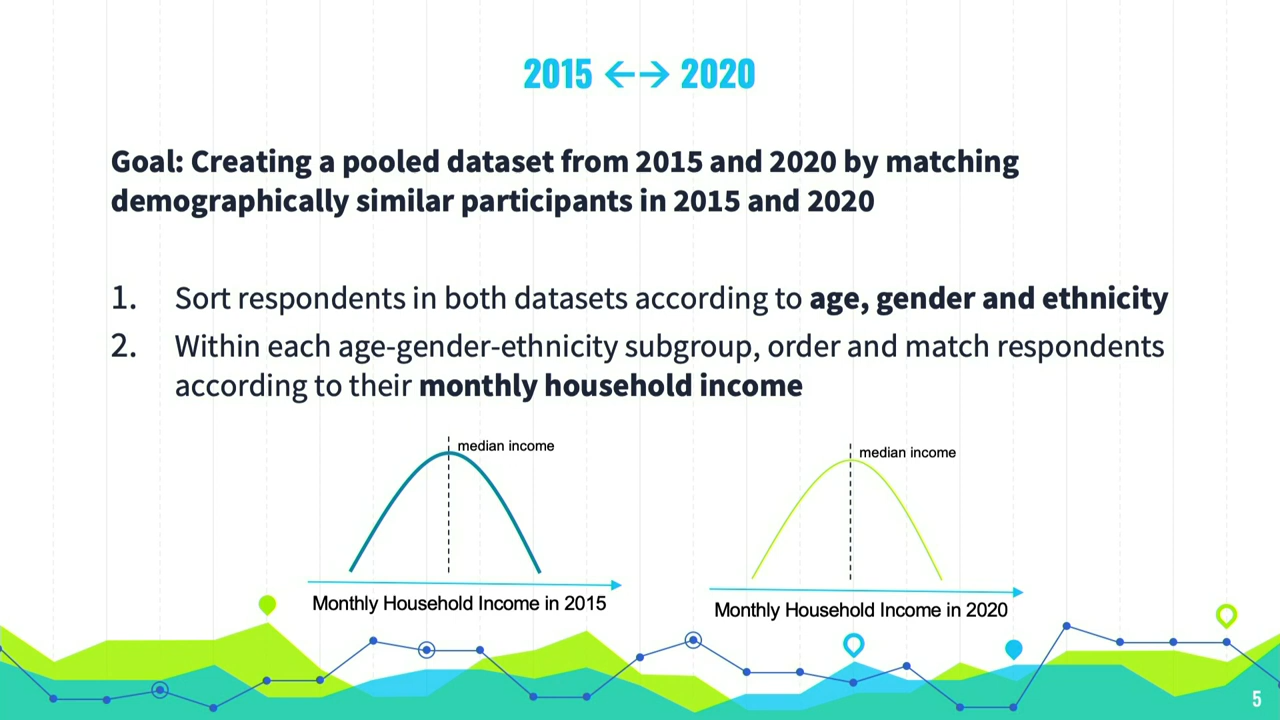 2015 ←→ 2020
Goal: Creating a pooled dataset from 2015 and 2020 by matching
demographically similar participants in 2015 and 2020
1. Sort respondents in both datasets according to age, gender and ethnicity
2. Within each age-gender-ethnicity subgroup, order and match respondents
according to their monthly household income
median income
Monthly Household Income in 2015
median income
Monthly Household Income in 2020
5